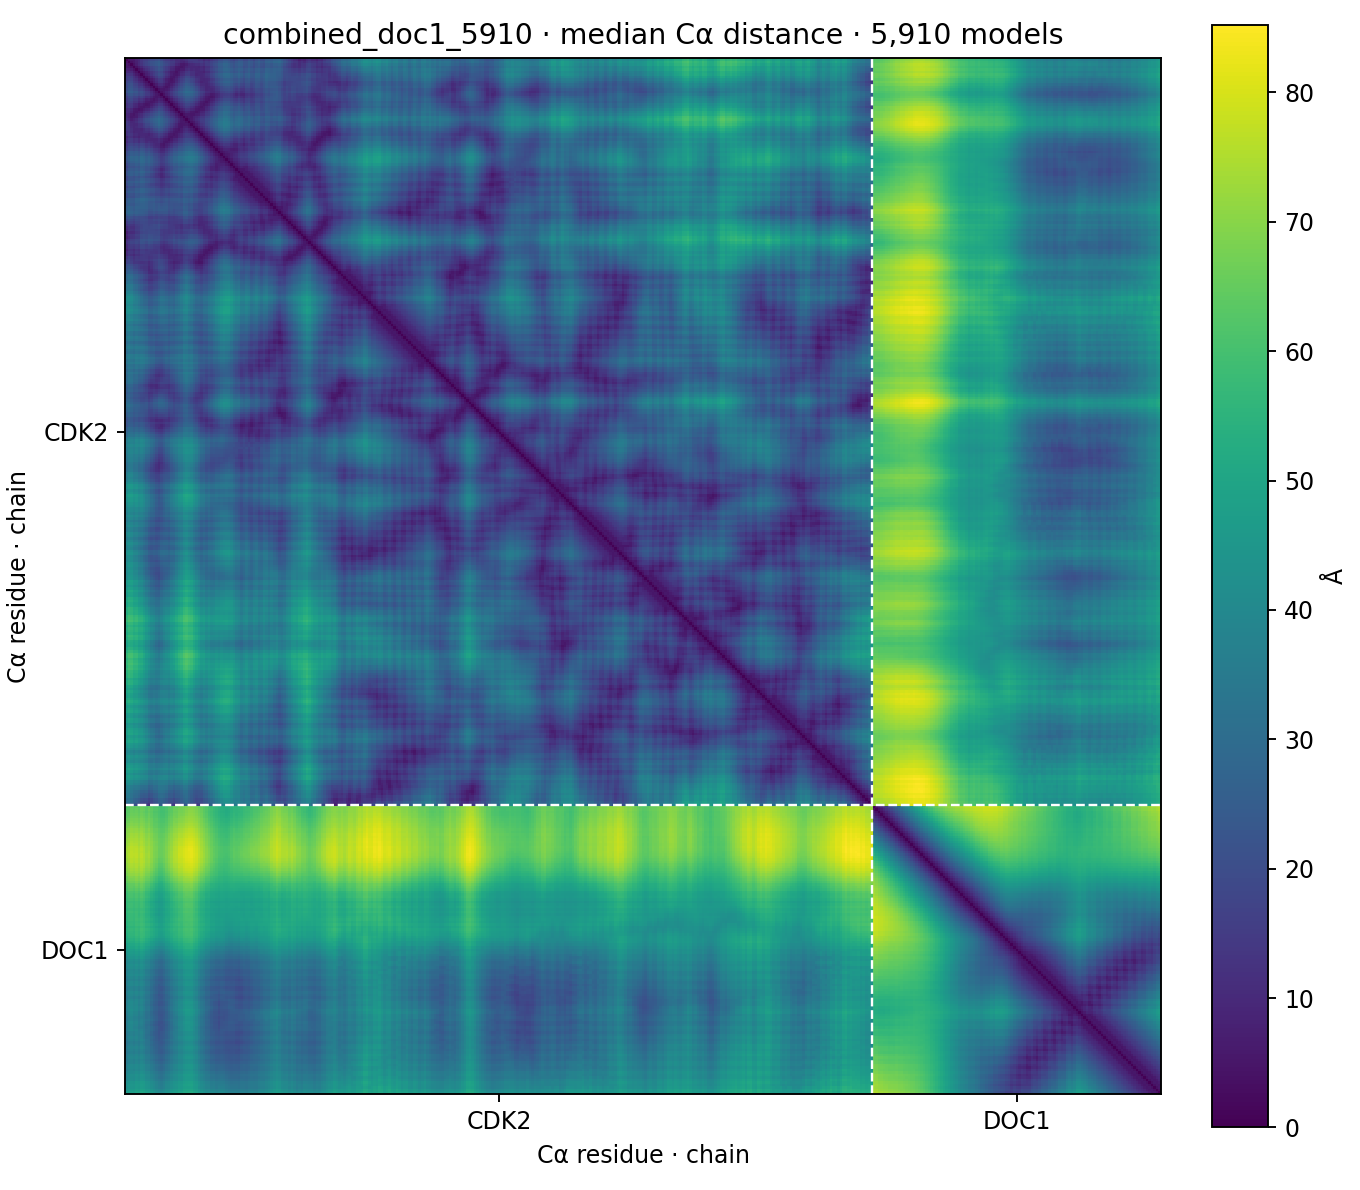 combined_doc1_5910 · median Cα distance · 5,910 models
80
70
60
50
40
30
20
10
0
Å
CDK2
DOC1
Cα residue · chain
CDK2
DOC1
Cα residue · chain